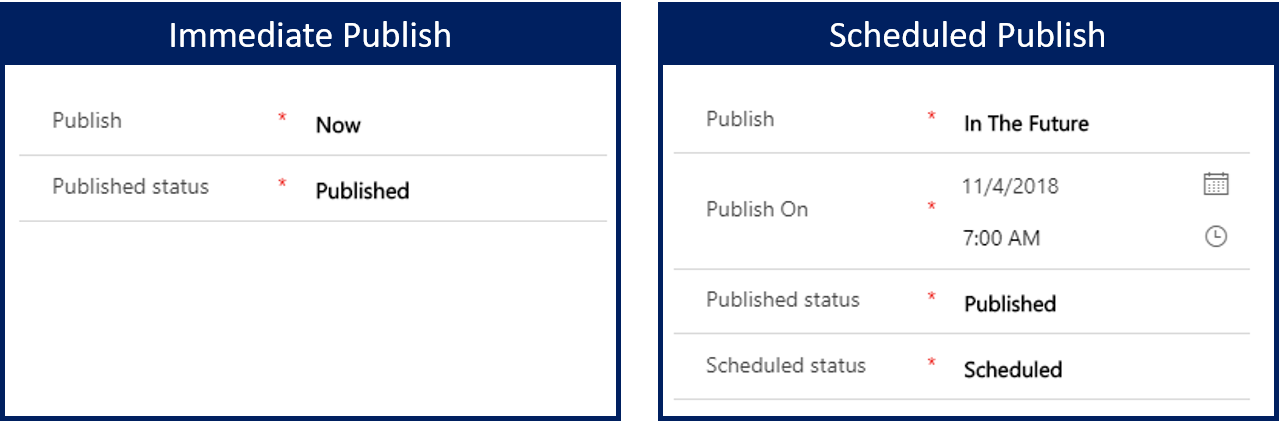 Immediate Publish
Publish * Now
Published status * Published
Scheduled Publish
Publish * In The Future
Publish On * 11/4/2018
7:00 AM
Published status * Published
Scheduled status * Scheduled